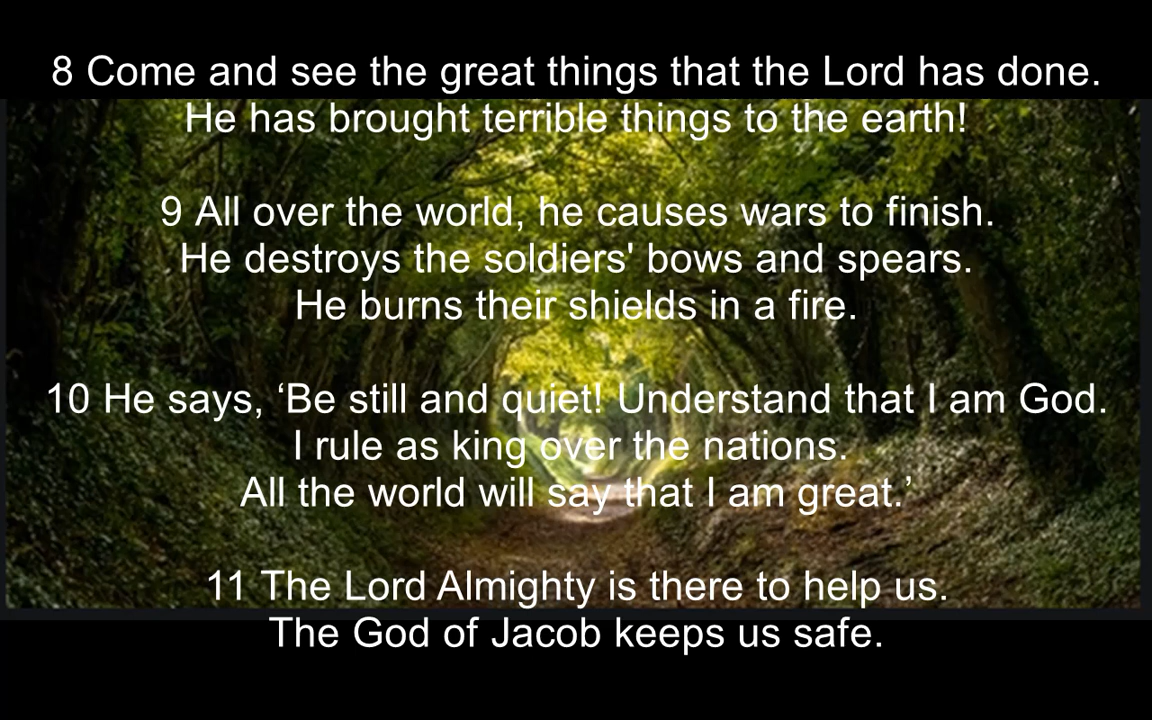 8 Come and see the great things that the Lord has done.
He has brought terrible things to the earth!
9 All over the world, he causes wars to finish.
He destroys the soldiers' bows and spears.
He burns their shields in a fire.
10 He says, ‘Be still and quiet! Understand that I am God.
I rule as king over the nations.
All the world will say that I am great.’
11 The Lord Almighty is there to help us.
The God of Jacob keeps us safe.